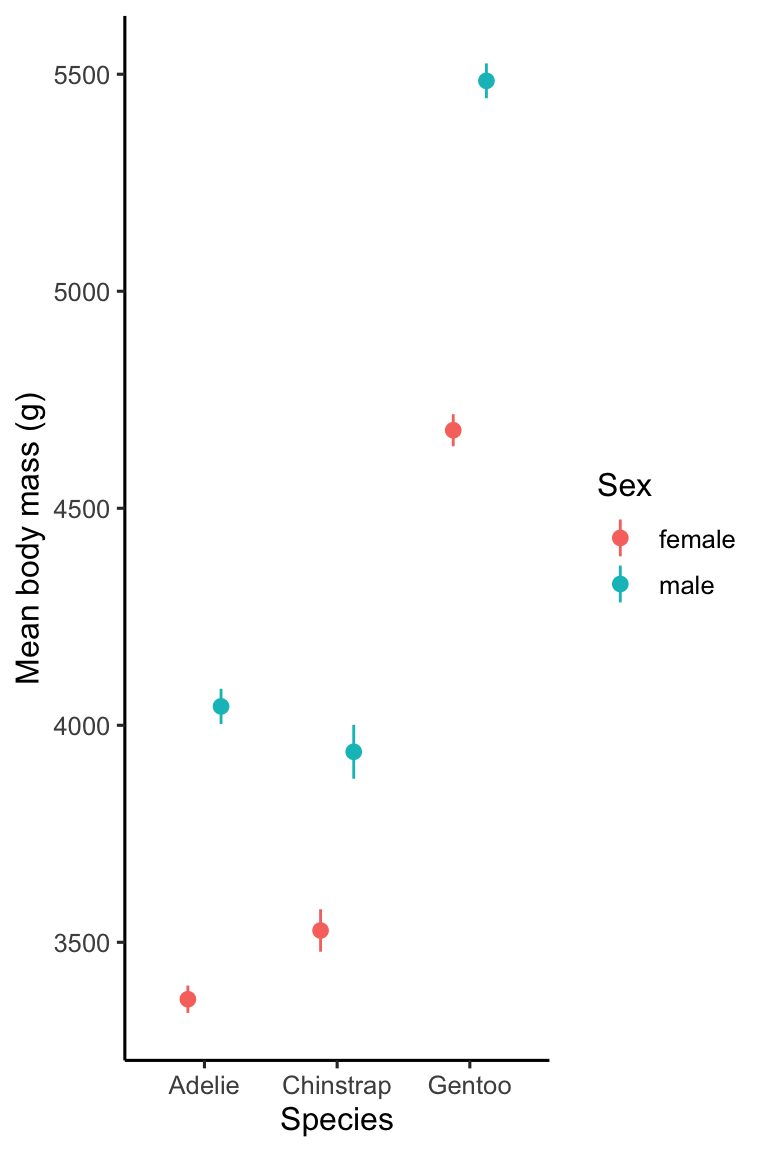 5500
5000
4500
4000
3500
Mean body mass (g)
Adelie Chinstrap Gentoo
Species
Sex
female
male